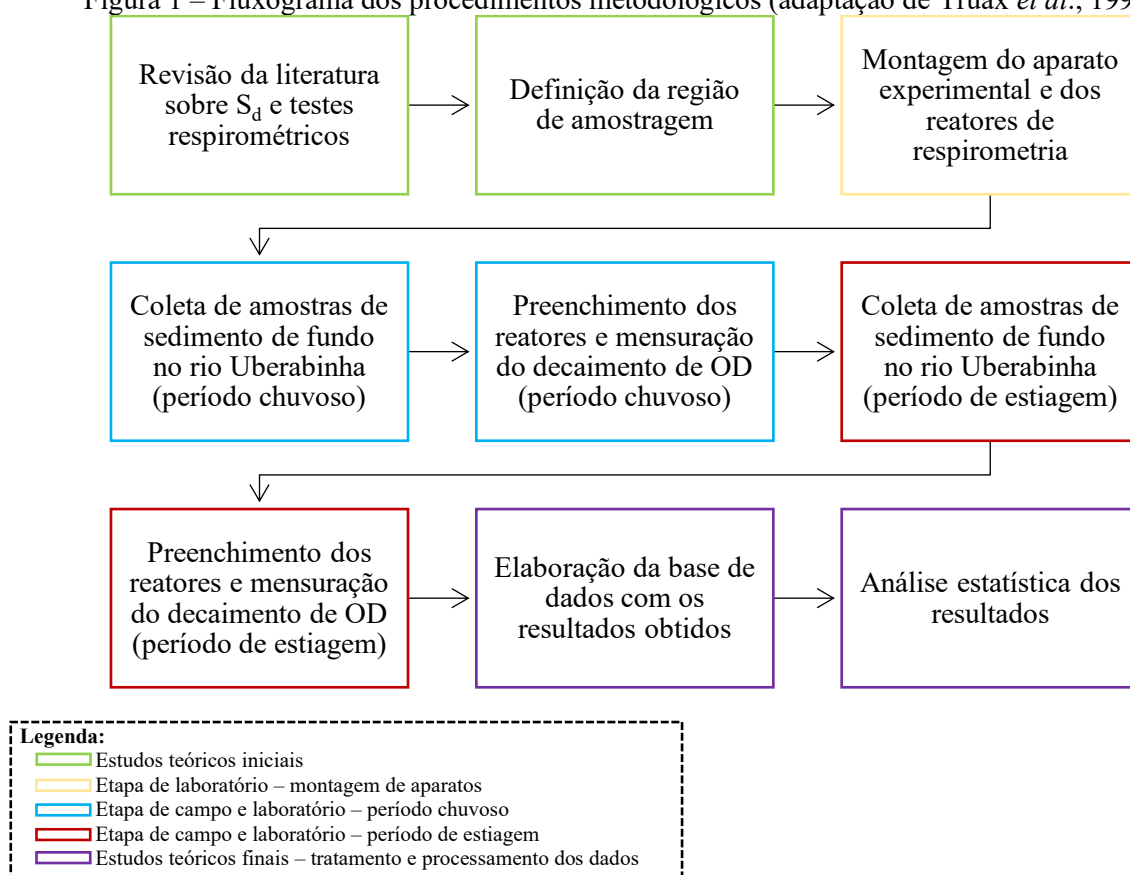 Figura 1 – Fluxograma dos procedimentos metodológicos (adaptação de Truax et al., 199
Revisão da literatura
sobre Sd e testes
respirométricos
Definição da região
de amostragem
Montagem do aparato
experimental e dos
reatores de
respirometria
Coleta de amostras de
sedimento de fundo
no rio Uberabinha
(período chuvoso)
Preenchimento dos
reatores e mensuração
do decaimento de OD
(período chuvoso)
Coleta de amostras de
sedimento de fundo
no rio Uberabinha
(período de estiagem)
Preenchimento dos
reatores e mensuração
do decaimento de OD
(período de estiagem)
Elaboração da base de
dados com os
resultados obtidos
Análise estatística dos
resultados
Legenda:
Estudos teóricos iniciais
Etapa de laboratório – montagem de aparatos
Etapa de campo e laboratório – período chuvoso
Etapa de campo e laboratório – período de estiagem
Estudos teóricos finais – tratamento e processamento dos dados